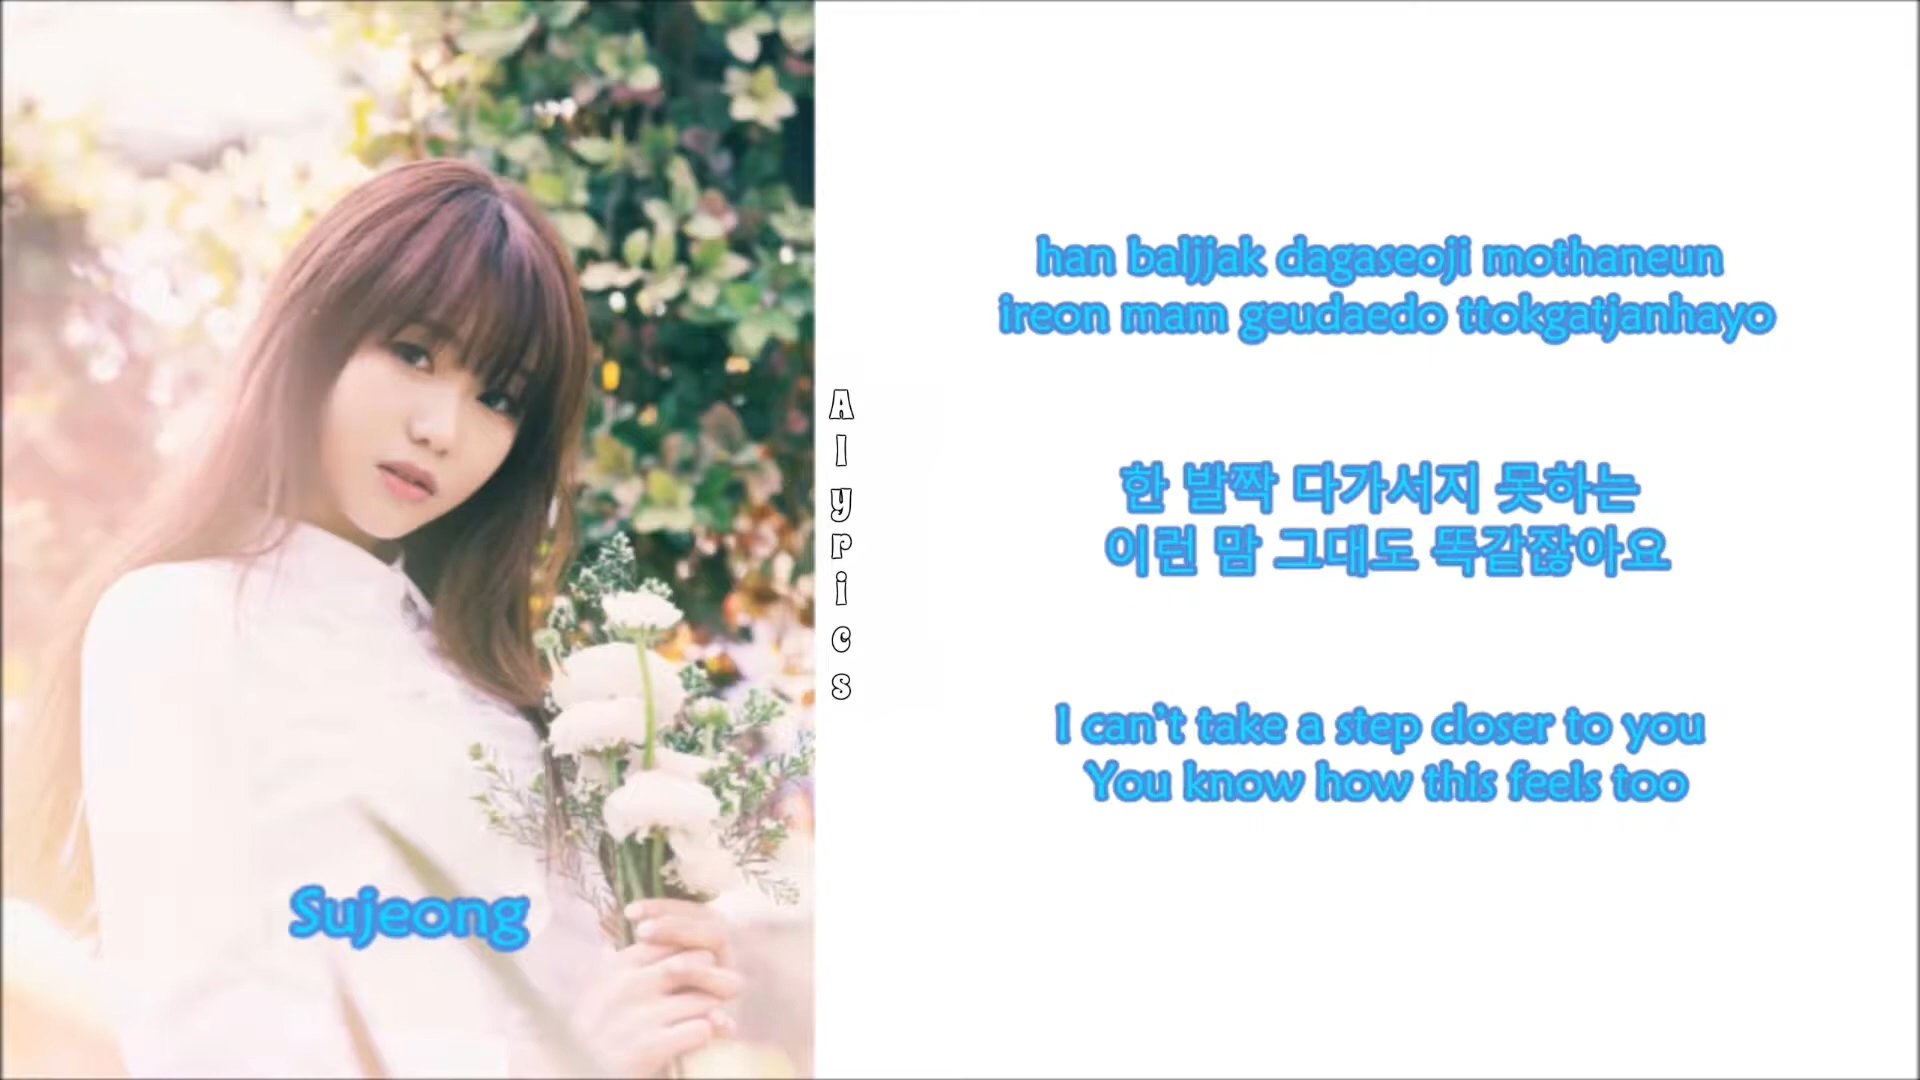 han baljjak dagaseoji mothaneun
ireon mam geudaedo ttokgatjanhayo
한 발짝 다가서지 못하는
이런 맘 그대도 똑같잖아요
I can't take a step closer to you
You know how this feels too
Alypics
Sujeong